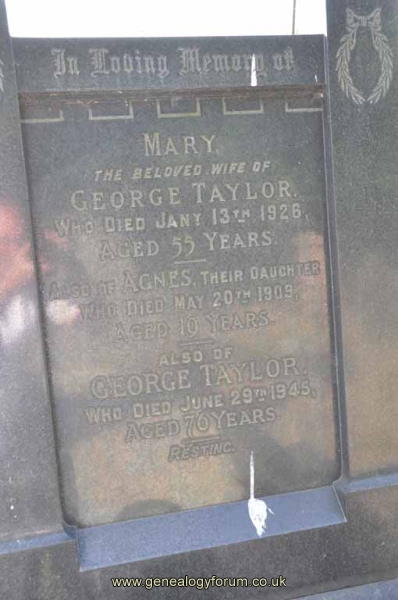 In Loving Memory of
MARY,
THE BELOVED WIFE OF
GEORGE TAYLOR.
WHO DIED JANY 13TH 1926,
AGED 55 YEARS.
ALSO OF AGNES, THEIR DAUGHTER
WHO DIED MAY 20TH 1909,
AGED 10 YEARS.
ALSO OF
GEORGE TAYLOR.
WHO DIED JUNE 29TH 1945,
AGED 76 YEARS.
RESTING.
www.genealogyforum.co.uk